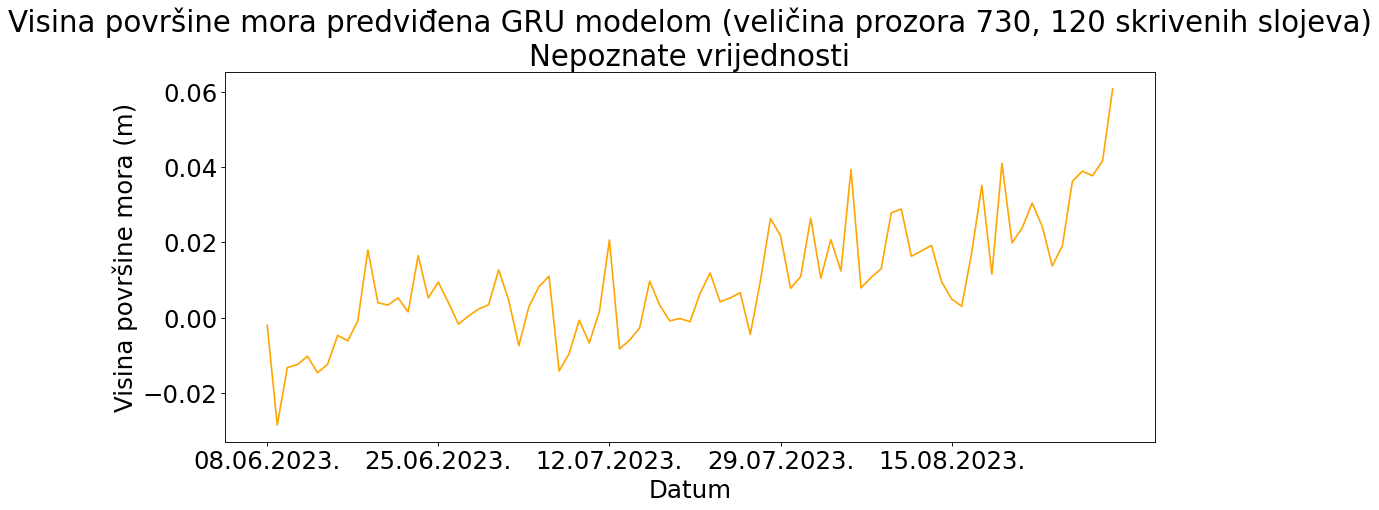 Visina površine mora predviđena GRU modelom (veličina prozora 730, 120 skrivenih slojeva)
Nepoznate vrijednosti
Visina površine mora (m)
0.06
0.04
0.02
0.00
−0.02
08.06.2023. 25.06.2023. 12.07.2023. 29.07.2023. 15.08.2023.
Datum